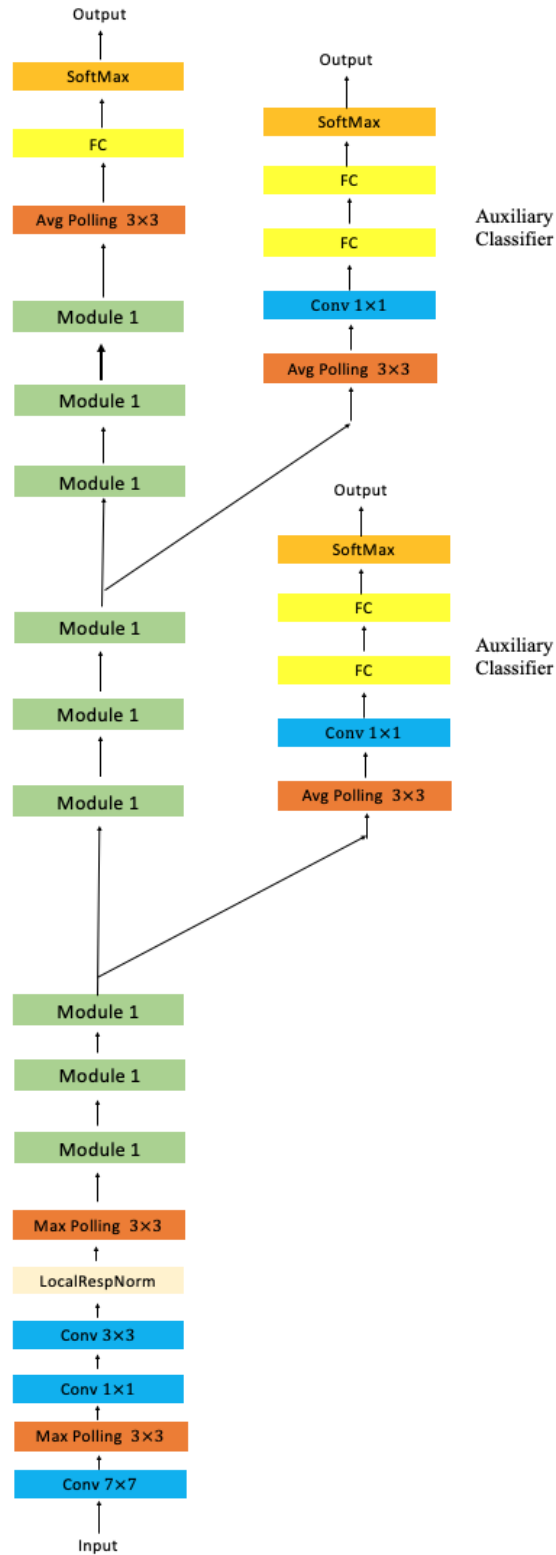 Output
SoftMax
FC
Avg Polling 3×3
Module 1
Module 1
Module 1
Module 1
Module 1
Module 1
Module 1
Module 1
Module 1
Max Polling 3×3
LocalRespNorm
Conv 3×3
Conv 1×1
Max Polling 3×3
Conv 7×7
Input
Output
SoftMax
FC
FC
Conv 1×1
Avg Polling 3×3
Auxiliary
Classifier
Output
SoftMax
FC
FC
Conv 1×1
Avg Polling 3×3
Auxiliary
Classifier